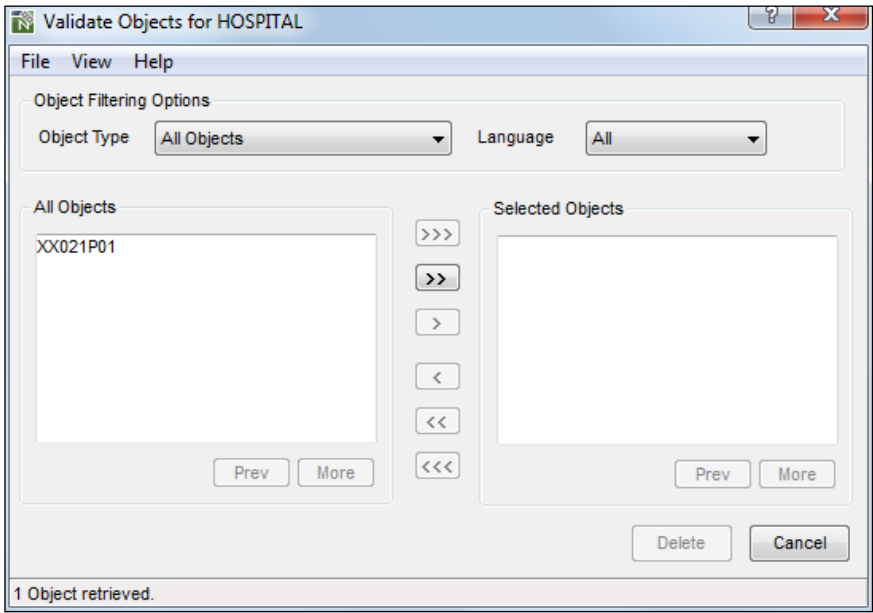 Validate Objects for HOSPITAL
File View Help
Object Filtering Options
Object Type All Objects Language All
All Objects
Selected Objects
XX021P01
>>>
>>
>
<
<<
<<<
Prev More
Prev More
Delete Cancel
1 Object retrieved.